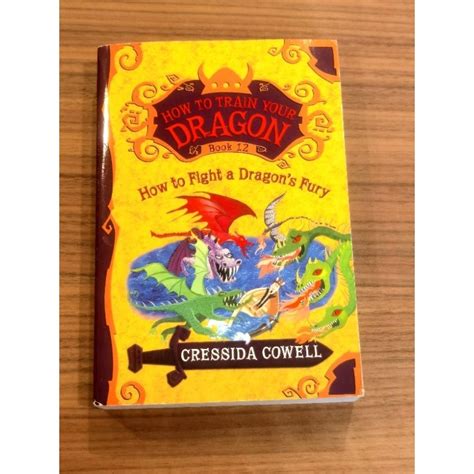 HOW TO TRAIN YOUR
DRAGON
Book 12
How to Fight a Dragon's Fury
CRESSIDA COWELL